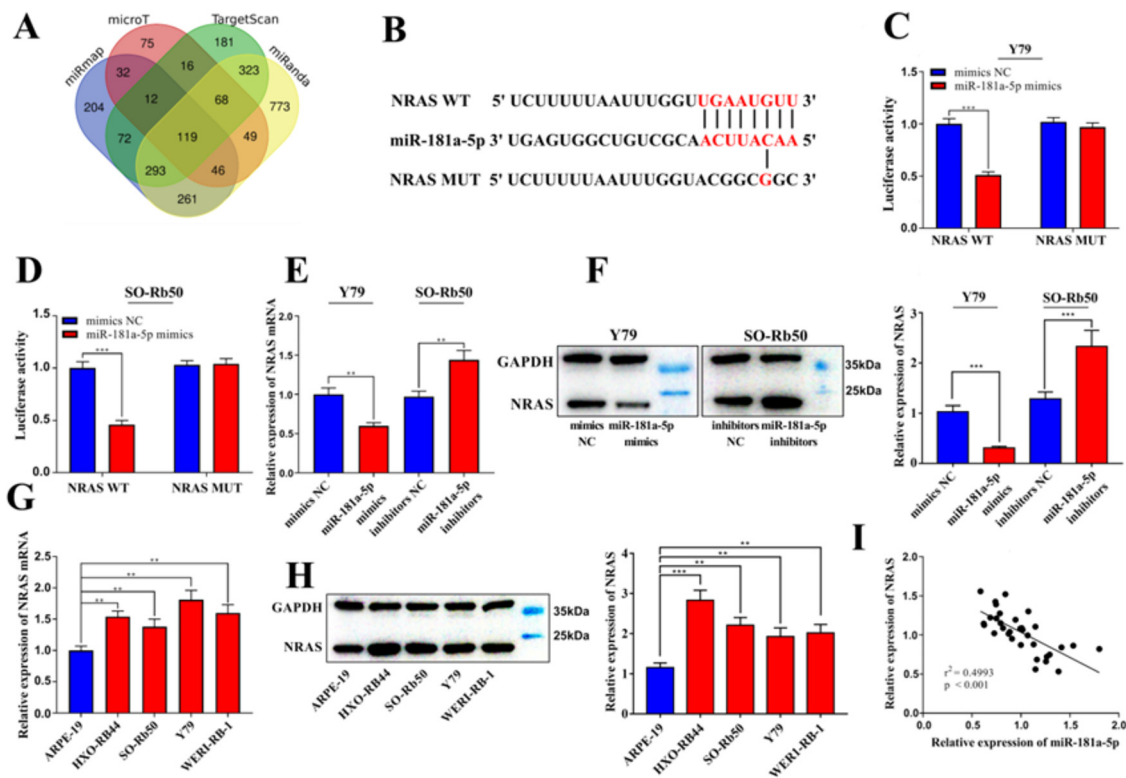 A
miRmap
microT
TargetScan
miRanda
75
181
32
16
323
204
12
68
773
72
119
49
293
46
261
B
NRAS WT 5' UCUUUUUAAUUUGGUUGAAUGUU 3'
miR-181a-5p 3' UGAGUGGCUGUCGCAACUUACAA 5'
NRAS MUT 5' UCUUUUUAAUUUGGUACGGCGGC 3'
C
Y79
mimics NC
miR-181a-5p mimics
Luciferase activity
1.5
1.0
0.5
0.0
***
NRAS WT NRAS MUT
D
SO-Rb50
mimics NC
miR-181a-5p mimics
Luciferase activity
1.5
1.0
0.5
0.0
***
NRAS WT NRAS MUT
E
Y79 SO-Rb50
Relative expression of NRAS mRNA
2.0
1.5
1.0
0.5
0.0
**
**
mimics NC
miR-181a-5p mimics
inhibitors NC
miR-181a-5p inhibitors
F
Y79 SO-Rb50
GAPDH
NRAS
35kDa
25kDa
mimics NC
miR-181a-5p mimics
inhibitors NC
miR-181a-5p inhibitors
Y79 SO-Rb50
Relative expression of NRAS
4
3
2
1
0
***
***
mimics NC
miR-181a-5p mimics
inhibitors NC
miR-181a-5p inhibitors
G
Relative expression of NRAS mRNA
2.5
2.0
1.5
1.0
0.5
0.0
**
**
**
**
ARPE-19
HXO-RB44
SO-Rb50
Y79
WERI-RB-1
H
GAPDH
NRAS
35kDa
25kDa
ARPE-19
HXO-RB44
SO-Rb50
Y79
WERI-RB-1
Relative expression of NRAS
4
3
2
1
0
**
**
**
***
ARPE-19
HXO-RB44
SO-Rb50
Y79
WERI-RB-1
I
Relative expression of NRAS
2.0
1.5
1.0
0.5
0.0
r² = 0.4993
p < 0.001
0.0 0.5 1.0 1.5 2.0
Relative expression of miR-181a-5p